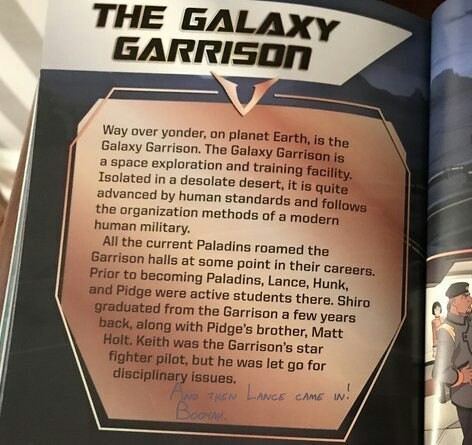 THE GALAXY
GARRISON
Way over yonder, on planet Earth, is the
Galaxy Garrison. The Galaxy Garrison is
a space exploration and training facility.
Isolated in a desolate desert, it is quite
advanced by human standards and follows
the organization methods of a modern
human military.
All the current Paladins roamed the
Garrison halls at some point in their careers.
Prior to becoming Paladins, Lance, Hunk,
and Pidge were active students there. Shiro
graduated from the Garrison a few years
back, along with Pidge's brother, Matt
Holt. Keith was the Garrison's star
fighter pilot, but he was let go for
disciplinary issues.
AND THEN LANCE CAME IN!
BOOYAH.